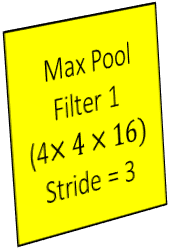 Max Pool
Filter 1
(4× 4 × 16)
Stride = 3